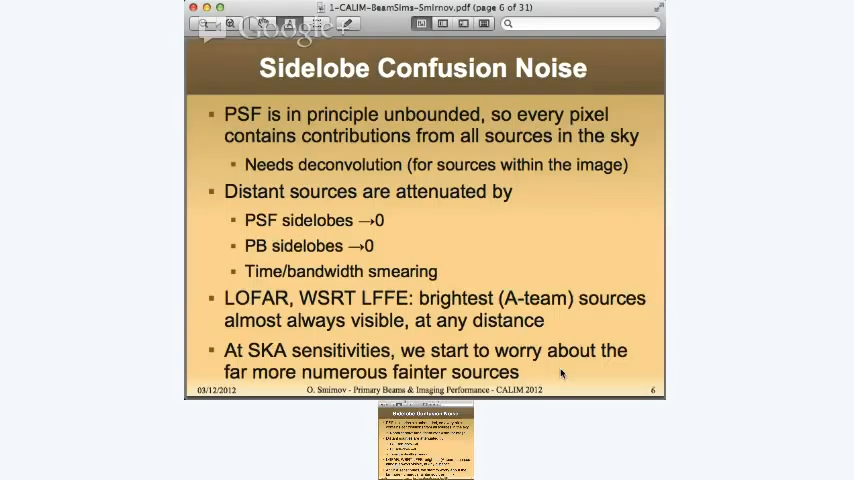 1-CALIM-BeamSims-Smirnov.pdf (page 6 of 31)
Google+
Sidelobe Confusion Noise
PSF is in principle unbounded, so every pixel
contains contributions from all sources in the sky
Needs deconvolution (for sources within the image)
Distant sources are attenuated by
PSF sidelobes →0
PB sidelobes →0
Time/bandwidth smearing
LOFAR, WSRT LFFE: brightest (A-team) sources
almost always visible, at any distance
At SKA sensitivities, we start to worry about the
far more numerous fainter sources
03/12/2012
O. Smirnov - Primary Beams & Imaging Performance - CALIM 2012
6
Sidelobe Confusion Noise